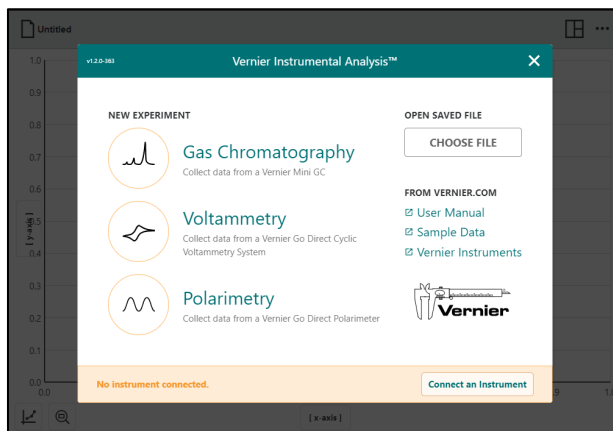 Untitled
v1.2.0-363
Vernier Instrumental Analysis™
NEW EXPERIMENT
Gas Chromatography
Collect data from a Vernier Mini GC
Voltammetry
Collect data from a Vernier Go Direct Cyclic
Voltammetry System
Polarimetry
Collect data from a Vernier Go Direct Polarimeter
OPEN SAVED FILE
CHOOSE FILE
FROM VERNIER.COM
User Manual
Sample Data
Vernier Instruments
Vernier
No instrument connected.
Connect an Instrument
1.0
0.9
0.8
0.7
0.6
0.5
0.4
0.3
0.2
0.1
0.0
[ y-axis ]
0.0
[ x-axis ]